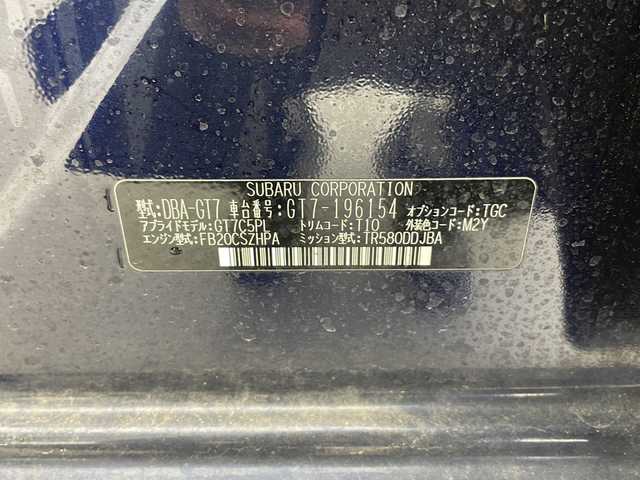 SUBARU CORPORATION
型式:DBA-GT7 車台番号:GT7-196154 オプションコード:TGC
アプライドモデル:GT7C5PL トリムコード:T10 外装色コード:M2Y
エンジン型式:FB20CSZHPA ミッション型式:TR580DDJBA